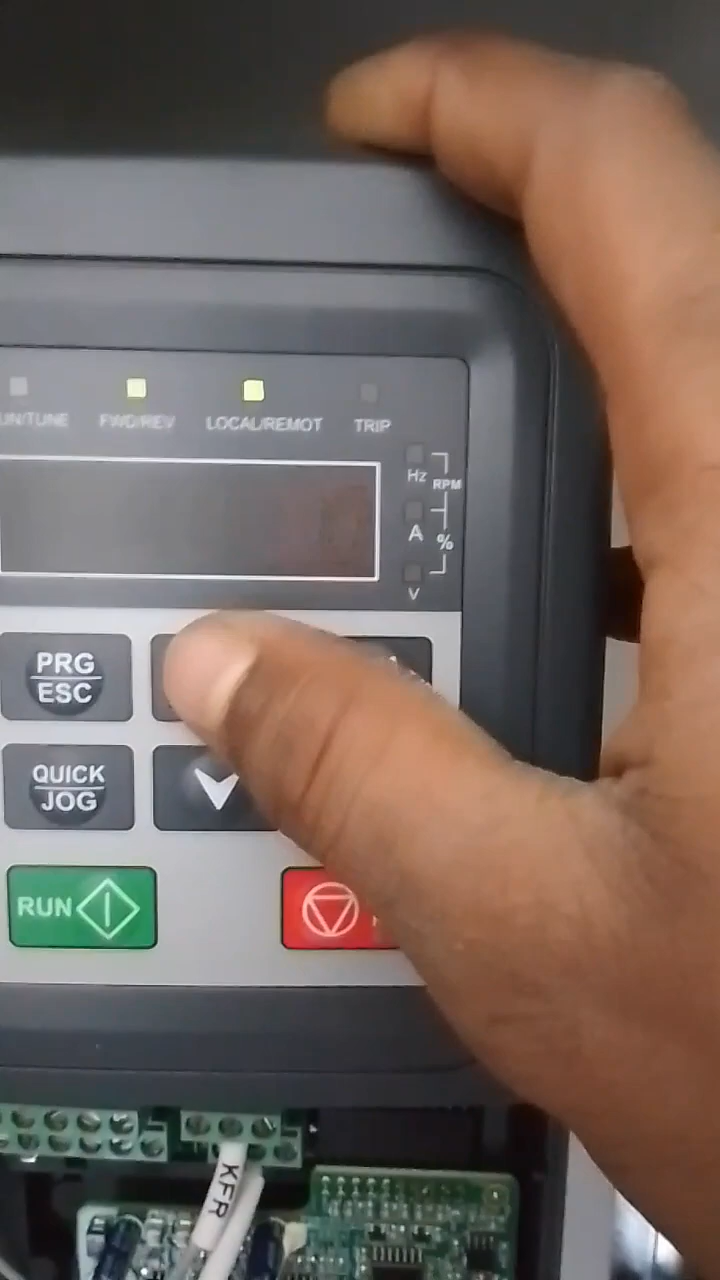 UN/TUNE FWD/REV LOCAL/REMOT TRIP
Hz
RPM
A
%
V
PRG
ESC
QUICK
JOG
RUN
KFR